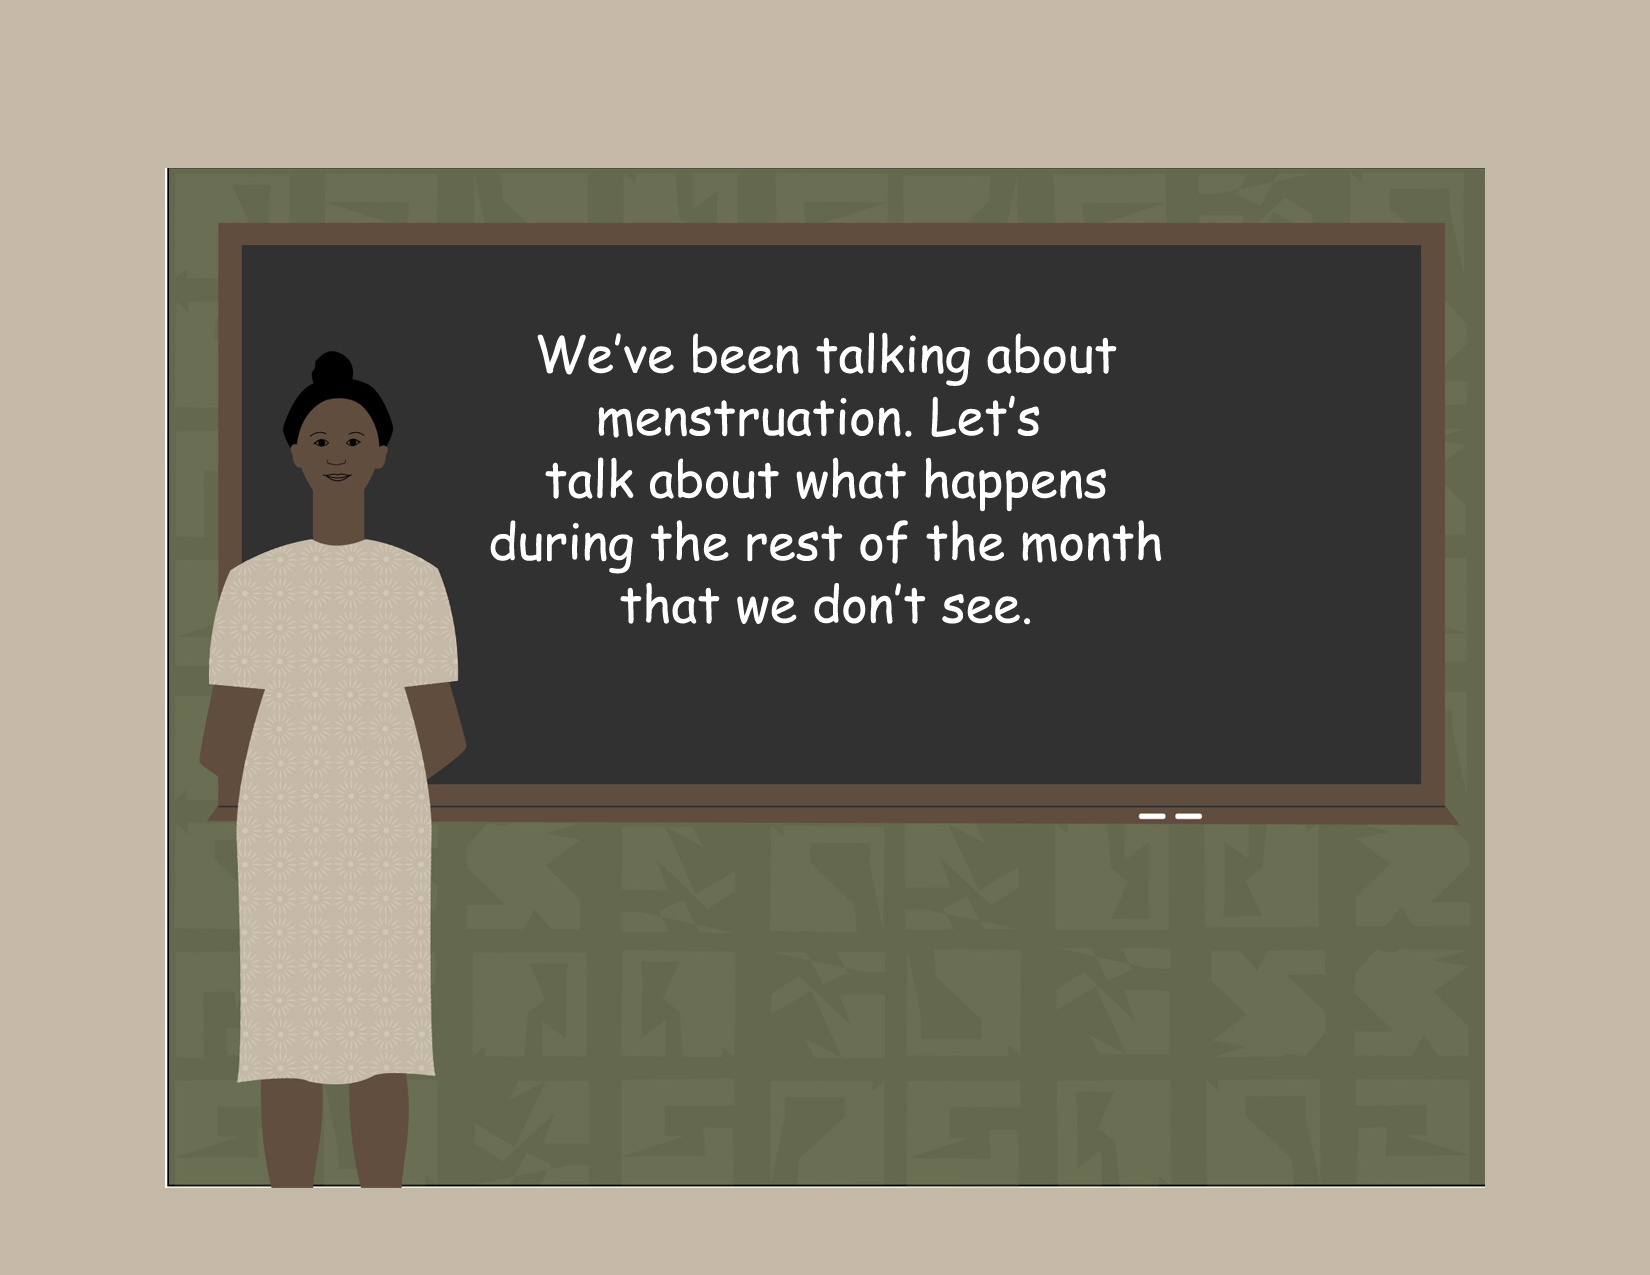 We’ve been talking about
menstruation. Let’s
talk about what happens
during the rest of the month
that we don’t see.